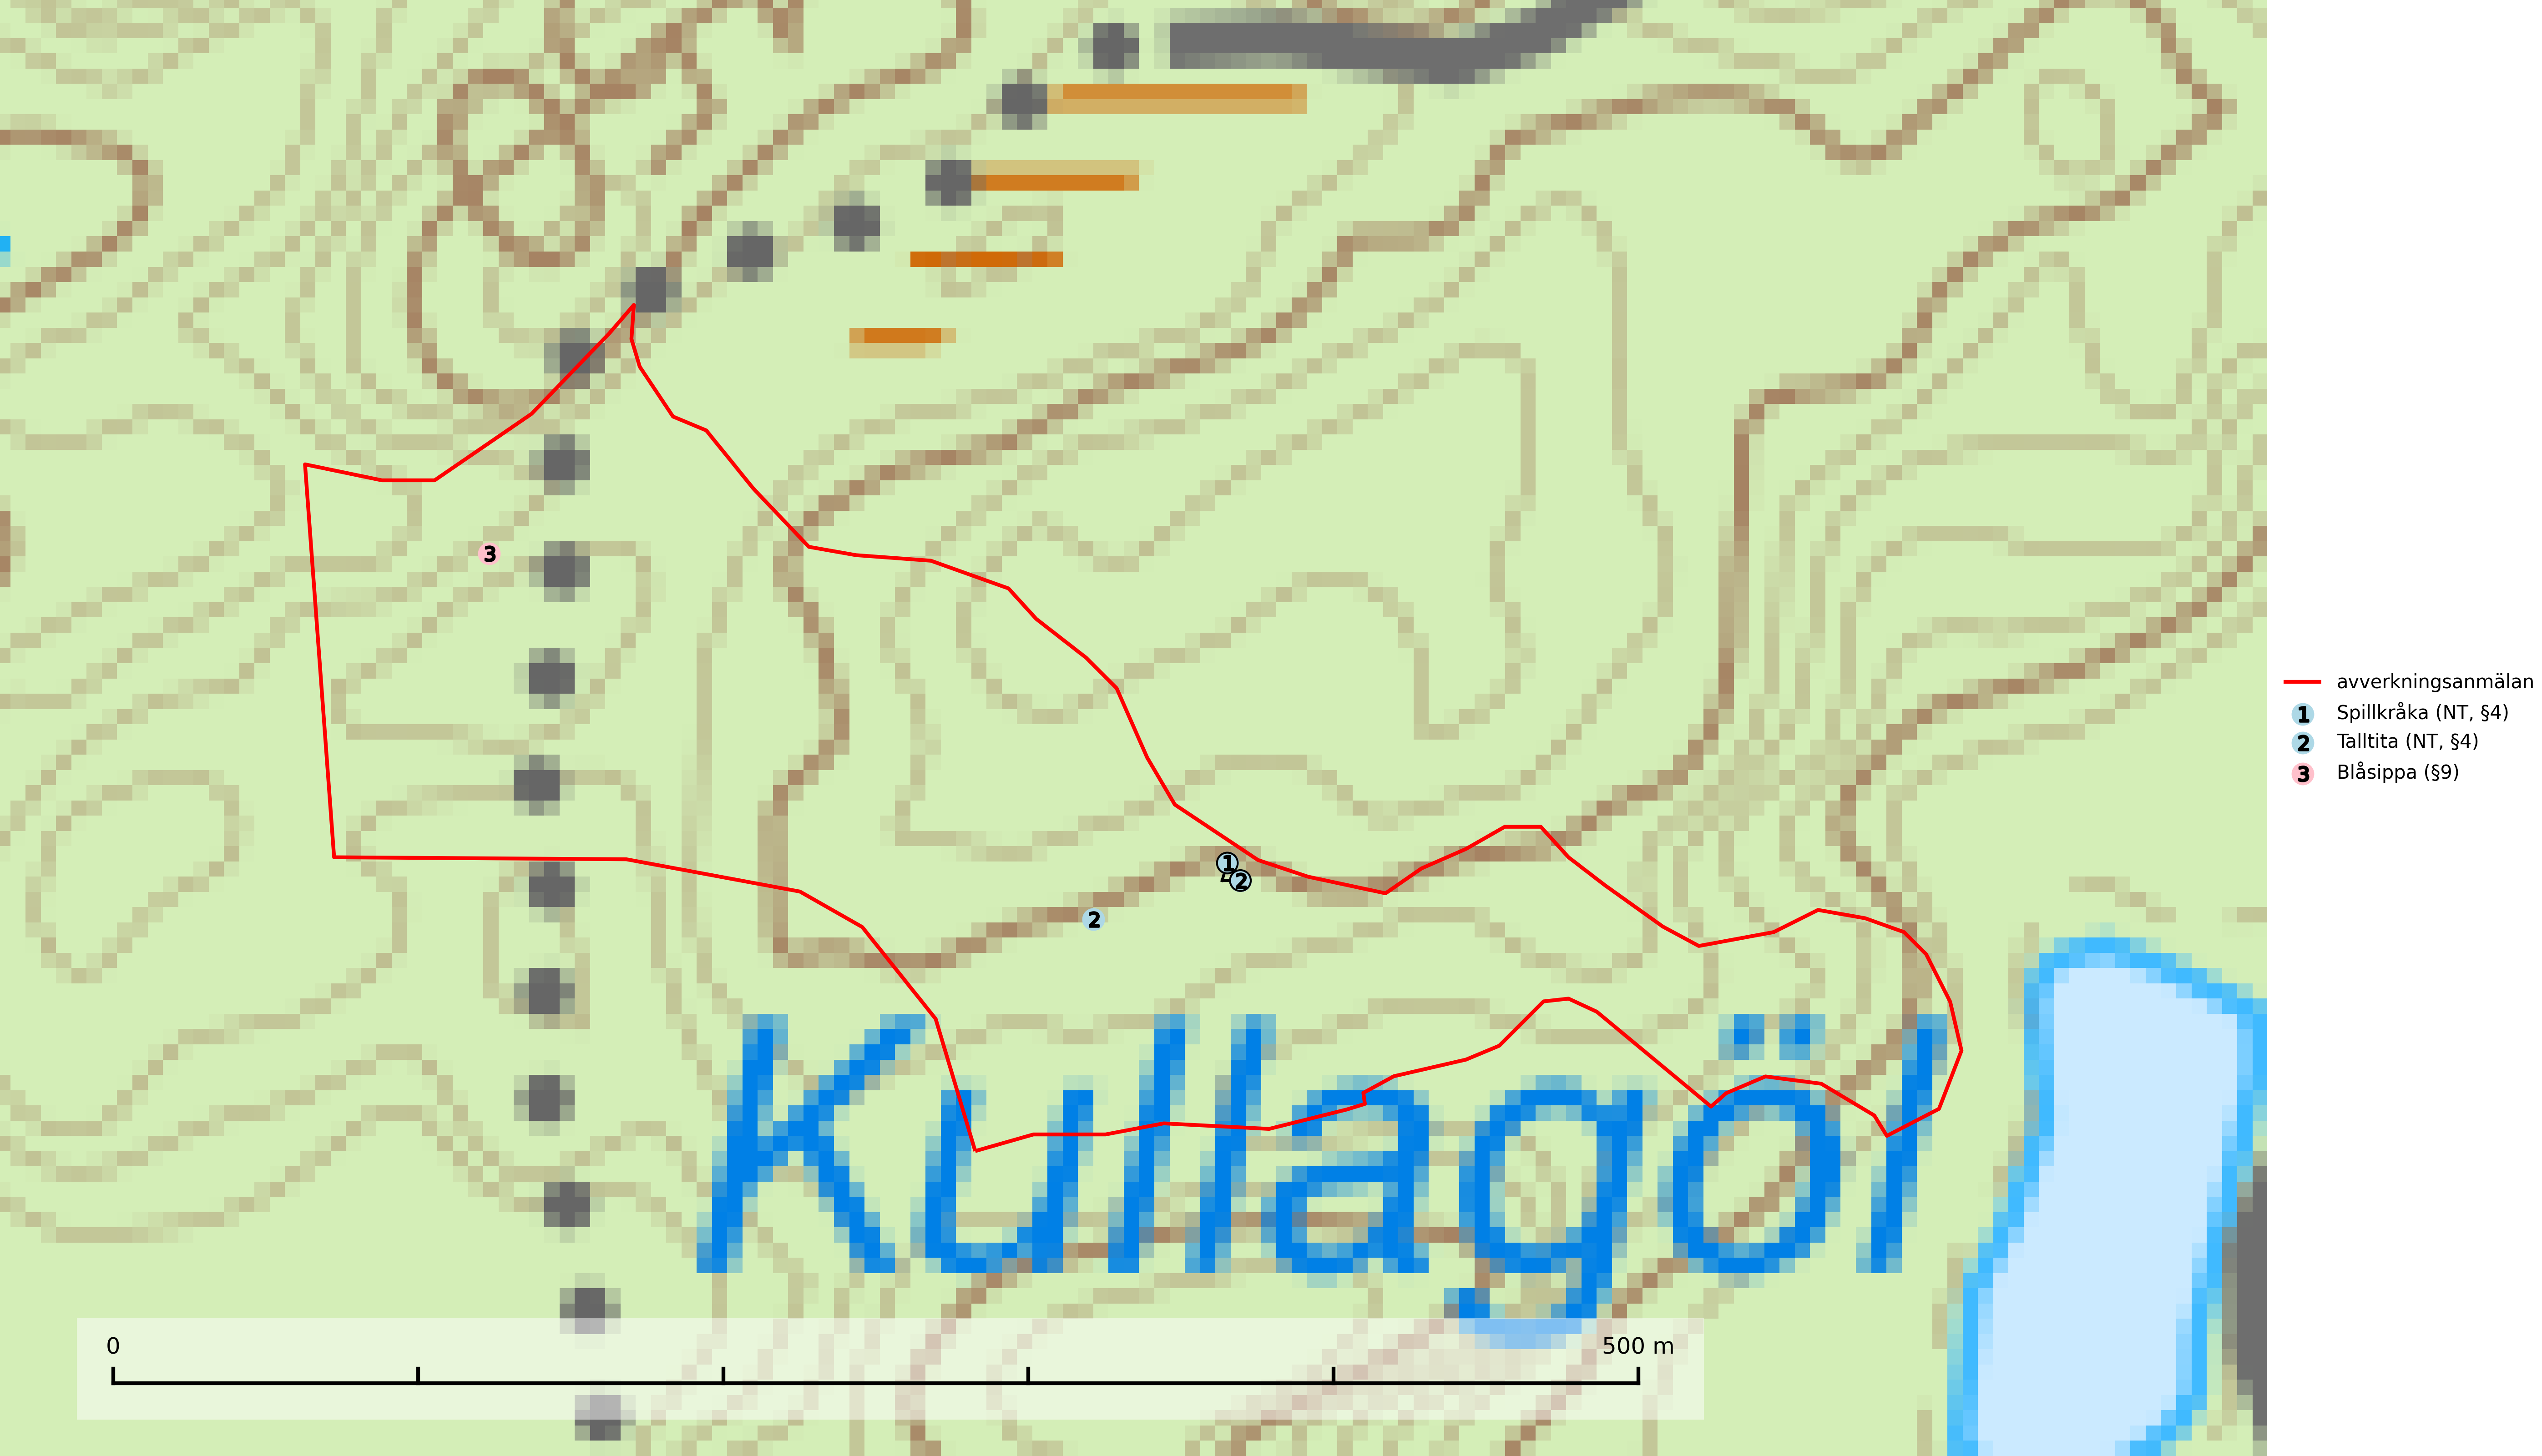 3
1
2
2
Kullagöl
0 500 m
avverkningsanmälan
1 Spillkråka (NT, §4)
2 Talltita (NT, §4)
3 Blåsippa (§9)